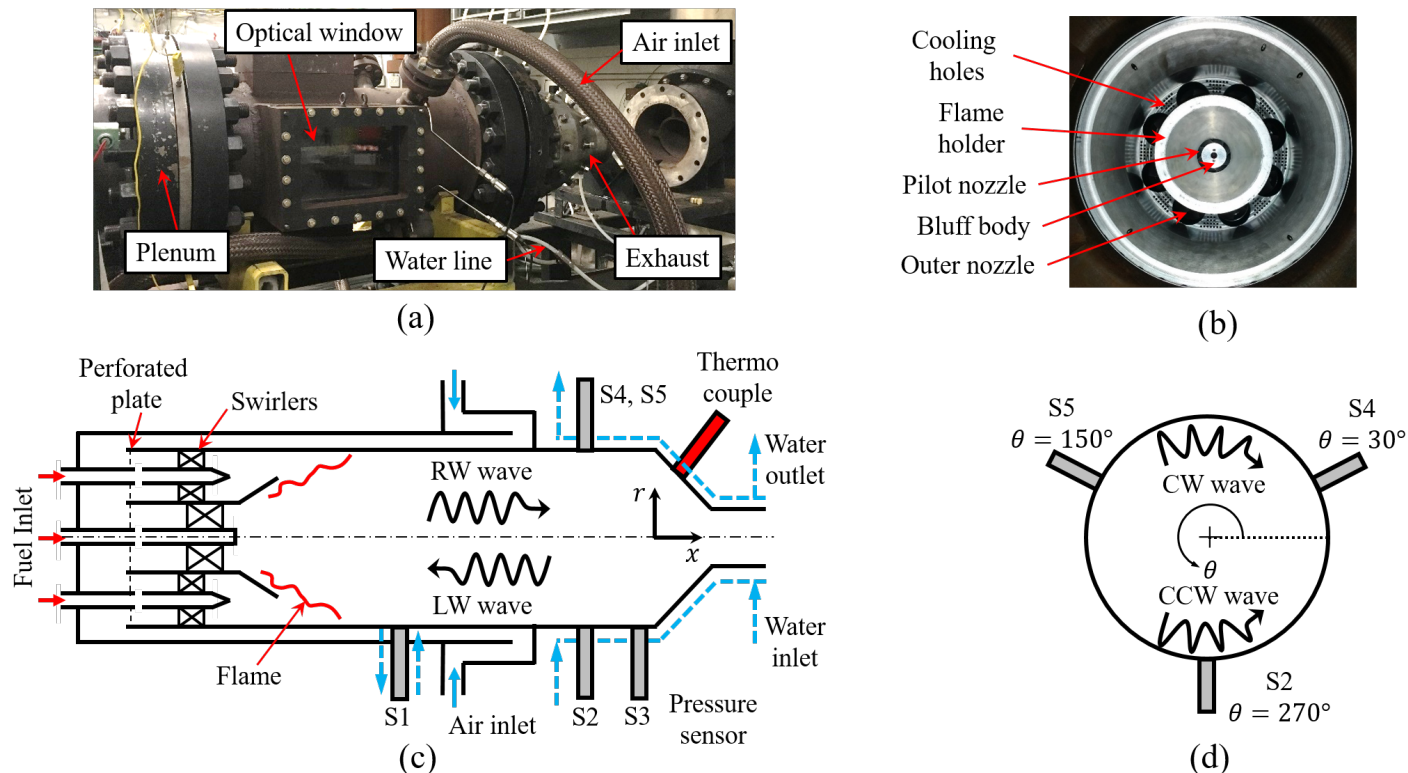 Optical window
Air inlet
Plenum
Water line
Exhaust
(a)
Cooling
holes
Flame
holder
Pilot nozzle
Bluff body
Outer nozzle
(b)
Perforated
plate
Swirlers
S4, S5
Thermo
couple
Water
outlet
RW wave
r
x
Fuel Inlet
LW wave
Water
inlet
Flame
S1
Air inlet
S2
S3
Pressure
sensor
(c)
S5
θ = 150°
S4
θ = 30°
CW wave
θ
CCW wave
S2
θ = 270°
(d)